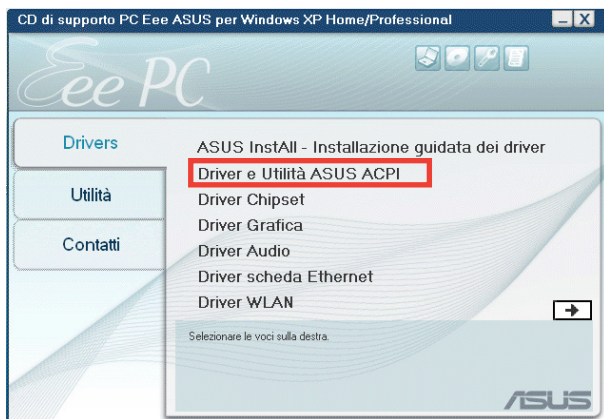 CD di supporto PC Eee ASUS per Windows XP Home/Professional
Eee PC
Drivers
Utilità
Contatti
ASUS InstAll - Installazione guidata dei driver
Driver e Utilità ASUS ACPI
Driver Chipset
Driver Grafica
Driver Audio
Driver scheda Ethernet
Driver WLAN
Selezionare le voci sulla destra.
ASUS